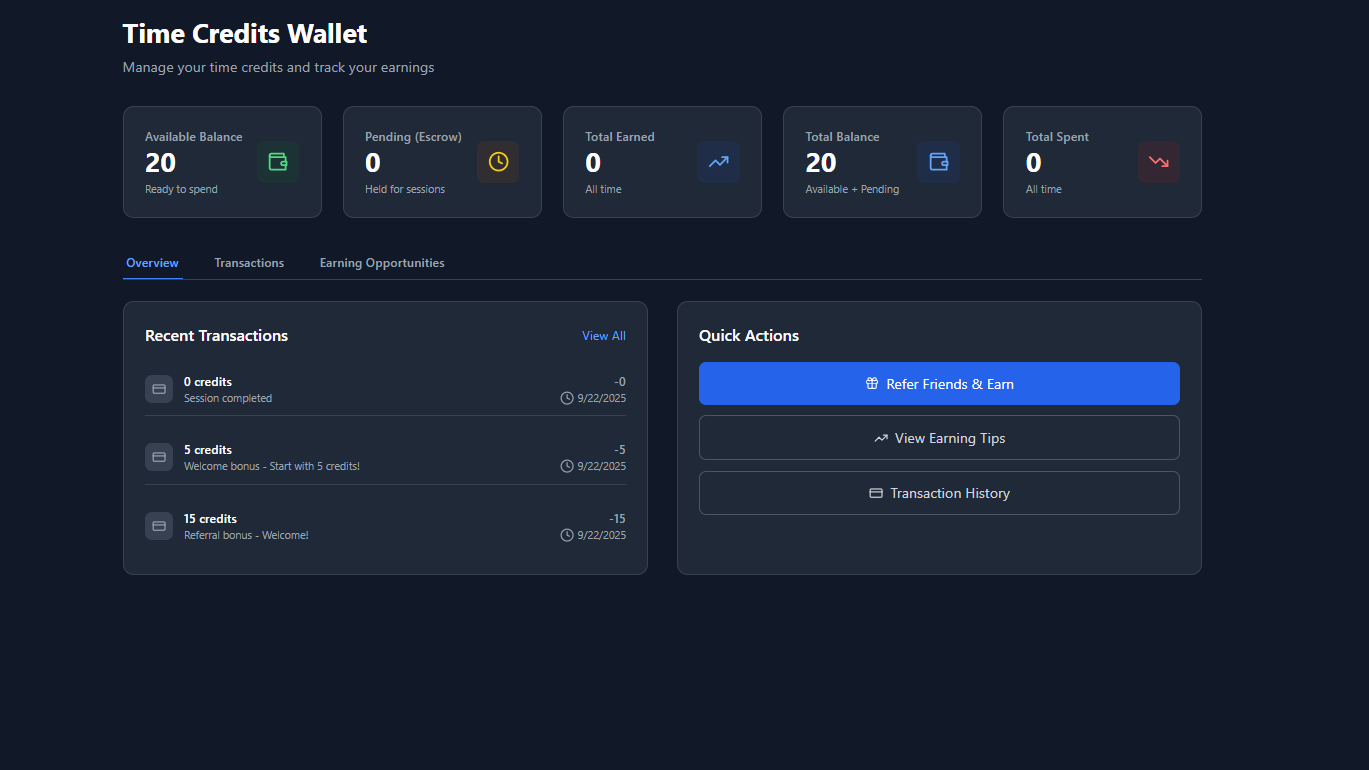 Time Credits Wallet
Manage your time credits and track your earnings
Available Balance
20
Ready to spend
Pending (Escrow)
0
Held for sessions
Total Earned
0
All time
Total Balance
20
Available + Pending
Total Spent
0
All time
Overview Transactions Earning Opportunities
Recent Transactions View All
0 credits -0
Session completed 9/22/2025
5 credits -5
Welcome bonus - Start with 5 credits! 9/22/2025
15 credits -15
Referral bonus - Welcome! 9/22/2025
Quick Actions
Refer Friends & Earn
View Earning Tips
Transaction History